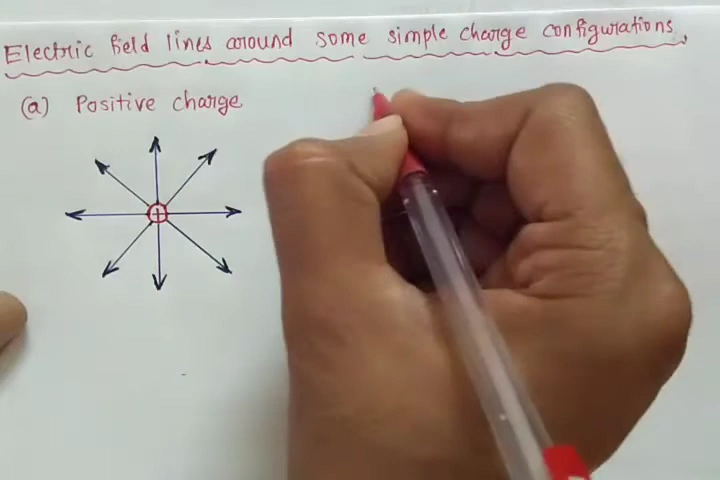 Electric field lines around some simple charge configurations,
(a) Positive charge
+